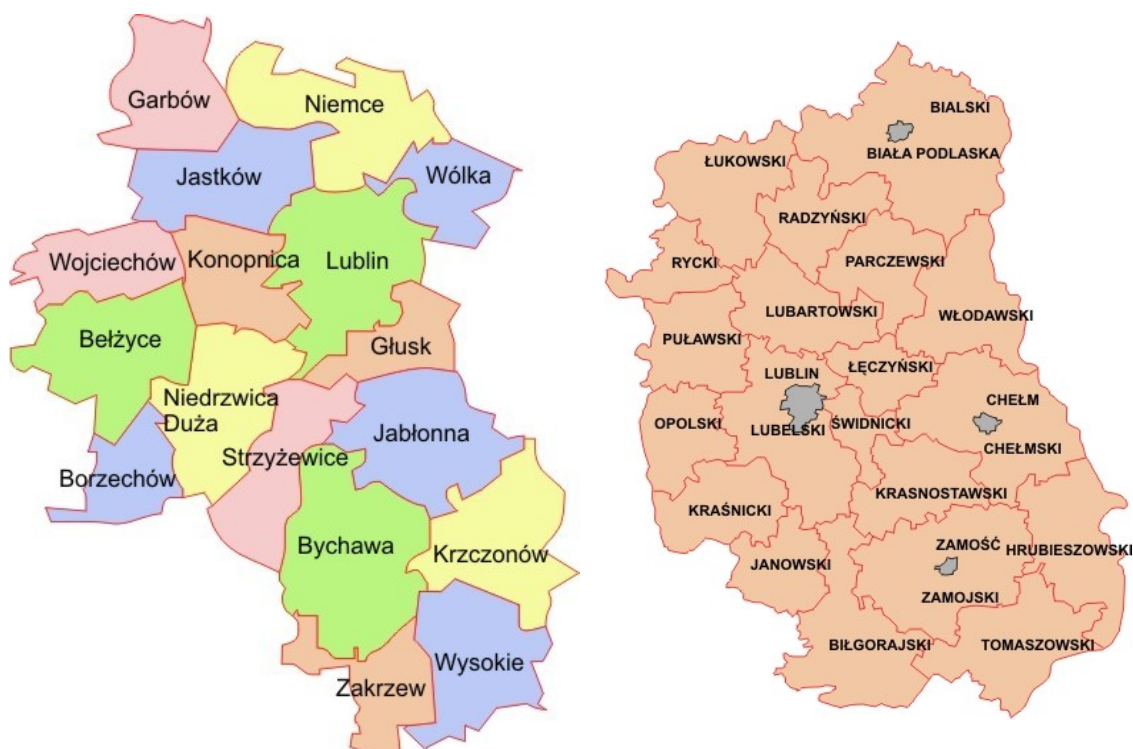 Garbów
Niemce
Jastków
Wólka
Wojciechów
Konopnica
Lublin
Bełżyce
Głusk
Niedrzwica
Duża
Jabłonna
Borzechów
Strzyżewice
Bychawa
Krzczonów
Wysokie
Zakrzew
BIALSKI
BIAŁA PODLASKA
ŁUKOWSKI
RADZYŃSKI
RYCKI
PARCZEWSKI
LUBARTOWSKI
WŁODAWSKI
PUŁAWSKI
LUBLIN
ŁĘCZYŃSKI
CHEŁM
OPOLSKI
LUBELSKI
ŚWIDNICKI
CHEŁMSKI
KRAŚNICKI
KRASNOSTAWSKI
ZAMOŚĆ
HRUBIESZOWSKI
JANOWSKI
ZAMOJSKI
BIŁGORAJSKI
TOMASZOWSKI